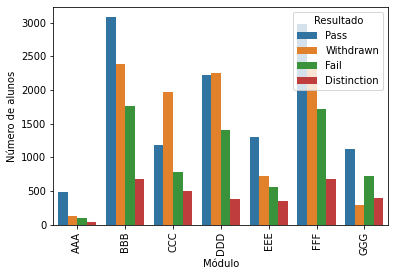 Resultado
Pass
Withdrawn
Fail
Distinction
Número de alunos
3000
2500
2000
1500
1000
500
0
AAA
BBB
CCC
DDD
EEE
FFF
GGG
Módulo